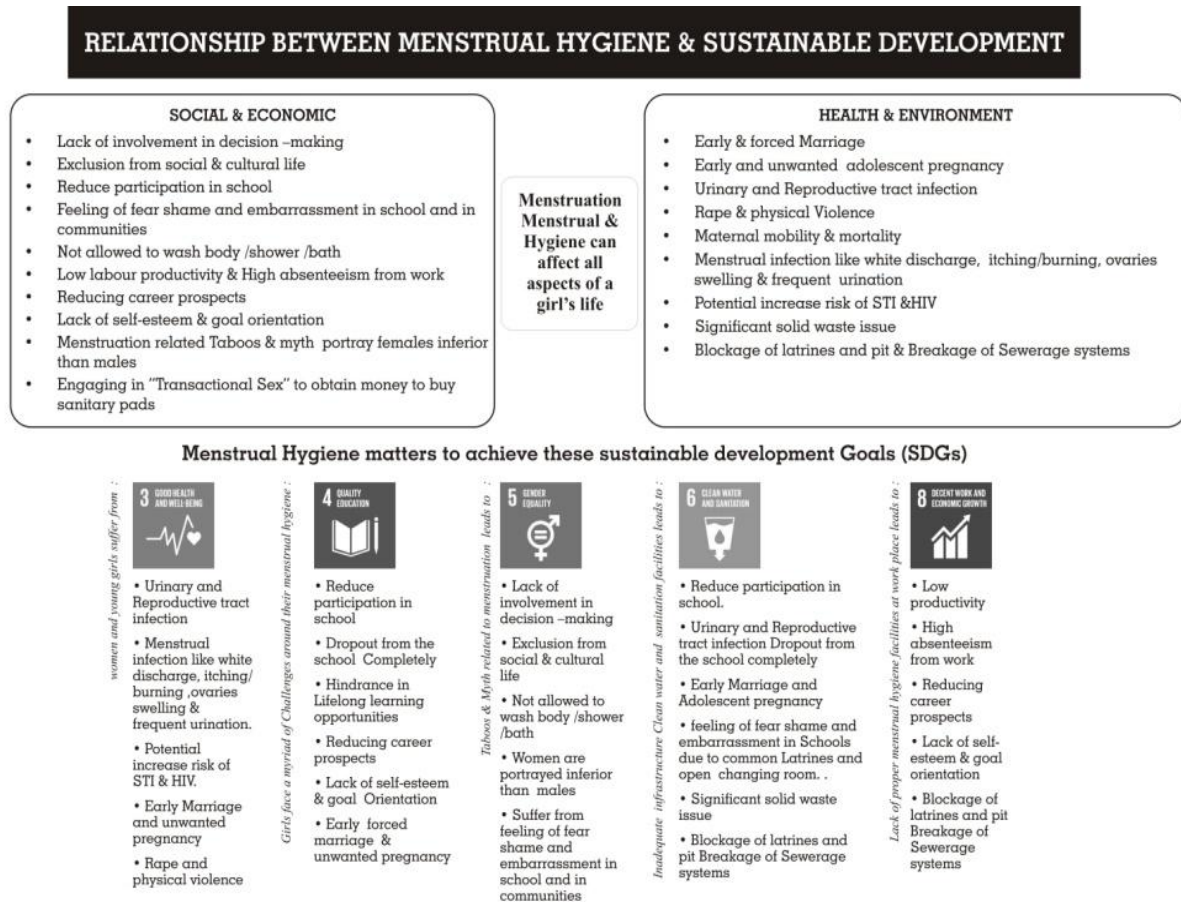 RELATIONSHIP BETWEEN MENSTRUAL HYGIENE & SUSTAINABLE DEVELOPMENT
SOCIAL & ECONOMIC
• Lack of involvement in decision –making
• Exclusion from social & cultural life
• Reduce participation in school
• Feeling of fear shame and embarrassment in school and in
communities
• Not allowed to wash body /shower /bath
• Low labour productivity & High absenteeism from work
• Reducing career prospects
• Lack of self-esteem & goal orientation
• Menstruation related Taboos & myth portray females inferior
than males
• Engaging in "Transactional Sex" to obtain money to buy
sanitary pads
Menstruation
Menstrual &
Hygiene can
affect all
aspects of a
girl's life
HEALTH & ENVIRONMENT
• Early & forced Marriage
• Early and unwanted adolescent pregnancy
• Urinary and Reproductive tract infection
• Rape & physical Violence
• Maternal mobility & mortality
• Menstrual infection like white discharge, itching/burning, ovaries
swelling & frequent urination
• Potential increase risk of STI &HIV
• Significant solid waste issue
• Blockage of latrines and pit & Breakage of Sewerage systems
Menstrual Hygiene matters to achieve these sustainable development Goals (SDGs)
women and young girls suffer from :
3 GOOD HEALTH
AND WELL-BEING
• Urinary and
Reproductive tract
infection
• Menstrual
infection like white
discharge, itching/
burning ,ovaries
swelling &
frequent urination.
• Potential
increase risk of
STI & HIV.
• Early Marriage
and unwanted
pregnancy
• Rape and
physical violence
Girls face a myriad of Challenges around their menstrual hygiene :
4 QUALITY
EDUCATION
• Reduce
participation in
school
• Dropout from the
school Completely
• Hindrance in
Lifelong learning
opportunities
• Reducing career
prospects
• Lack of self-esteem
& goal Orientation
• Early forced
marriage &
unwanted pregnancy
Taboos & Myth related to menstruation leads to :
5 GENDER
EQUALITY
• Lack of
involvement in
decision –making
• Exclusion from
social & cultural
life
• Not allowed to
wash body /shower
/bath
• Women are
portrayed inferior
than males
• Suffer from
feeling of fear
shame and
embarrassment in
school and in
communities
Inadequate infrastructure Clean water and sanitation facilities leads to :
6 CLEAN WATER
AND SANITATION
• Reduce participation in
school.
• Urinary and Reproductive
tract infection Dropout from
the school completely
• Early Marriage and
Adolescent pregnancy
• feeling of fear shame and
embarrassment in Schools
due to common Latrines and
open changing room. .
• Significant solid waste
issue
• Blockage of latrines and
pit Breakage of Sewerage
systems
Lack of proper menstrual hygiene facilities at work place leads to :
8 DECENT WORK AND
ECONOMIC GROWTH
• Low
productivity
• High
absenteeism
from work
• Reducing
career
prospects
• Lack of self-
esteem & goal
orientation
• Blockage of
latrines and pit
Breakage of
Sewerage
systems